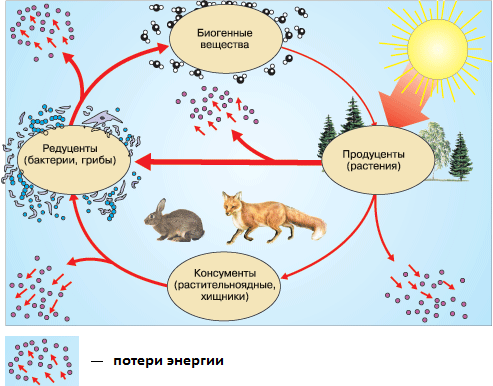 Биогенные
вещества
Редуценты
(бактерии, грибы)
Продуценты
(растения)
Консументы
(растительноядные,
хищники)
— потери энергии